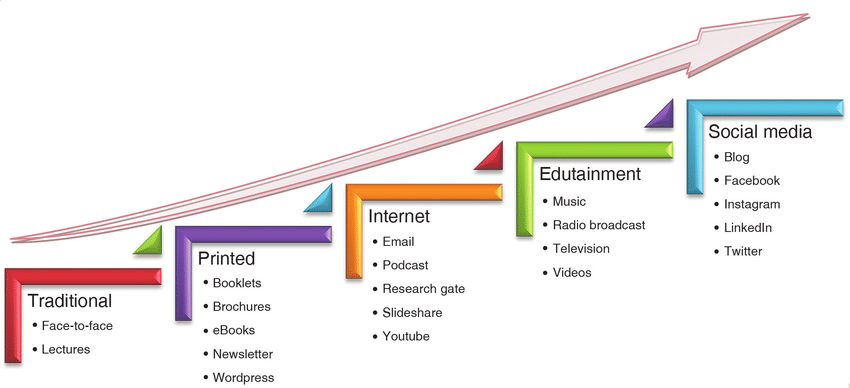 Traditional
• Face-to-face
• Lectures
Printed
• Booklets
• Brochures
• eBooks
• Newsletter
• Wordpress
Internet
• Email
• Podcast
• Research gate
• Slideshare
• Youtube
Edutainment
• Music
• Radio broadcast
• Television
• Videos
Social media
• Blog
• Facebook
• Instagram
• LinkedIn
• Twitter